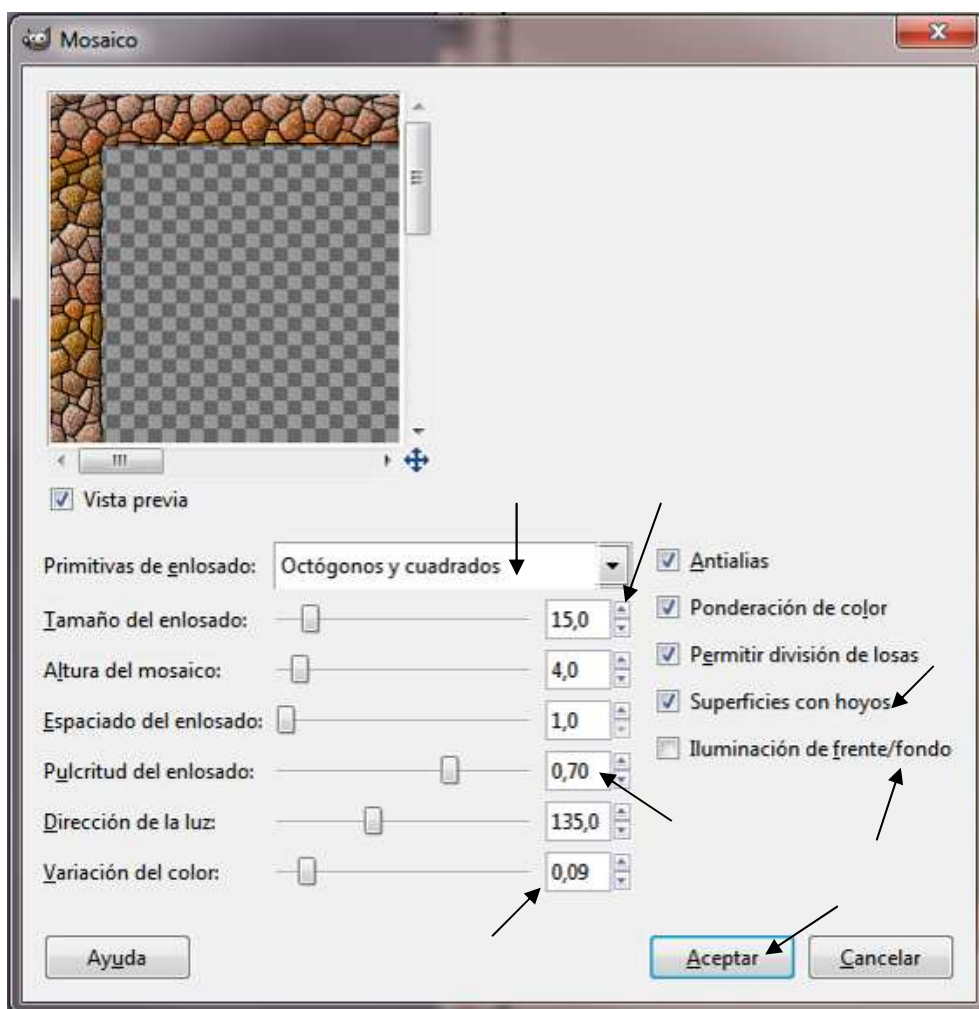 Mosaico
Vista previa
Primitivas de enlosado: Octógonos y cuadrados
Tamaño del enlosado: 15,0
Altura del mosaico: 4,0
Espaciado del enlosado: 1,0
Pulcritud del enlosado: 0,70
Dirección de la luz: 135,0
Variación del color: 0,09
Antialias
Ponderación de color
Permitir división de losas
Superficies con hoyos
Iluminación de frente/fondo
Ayuda
Aceptar
Cancelar